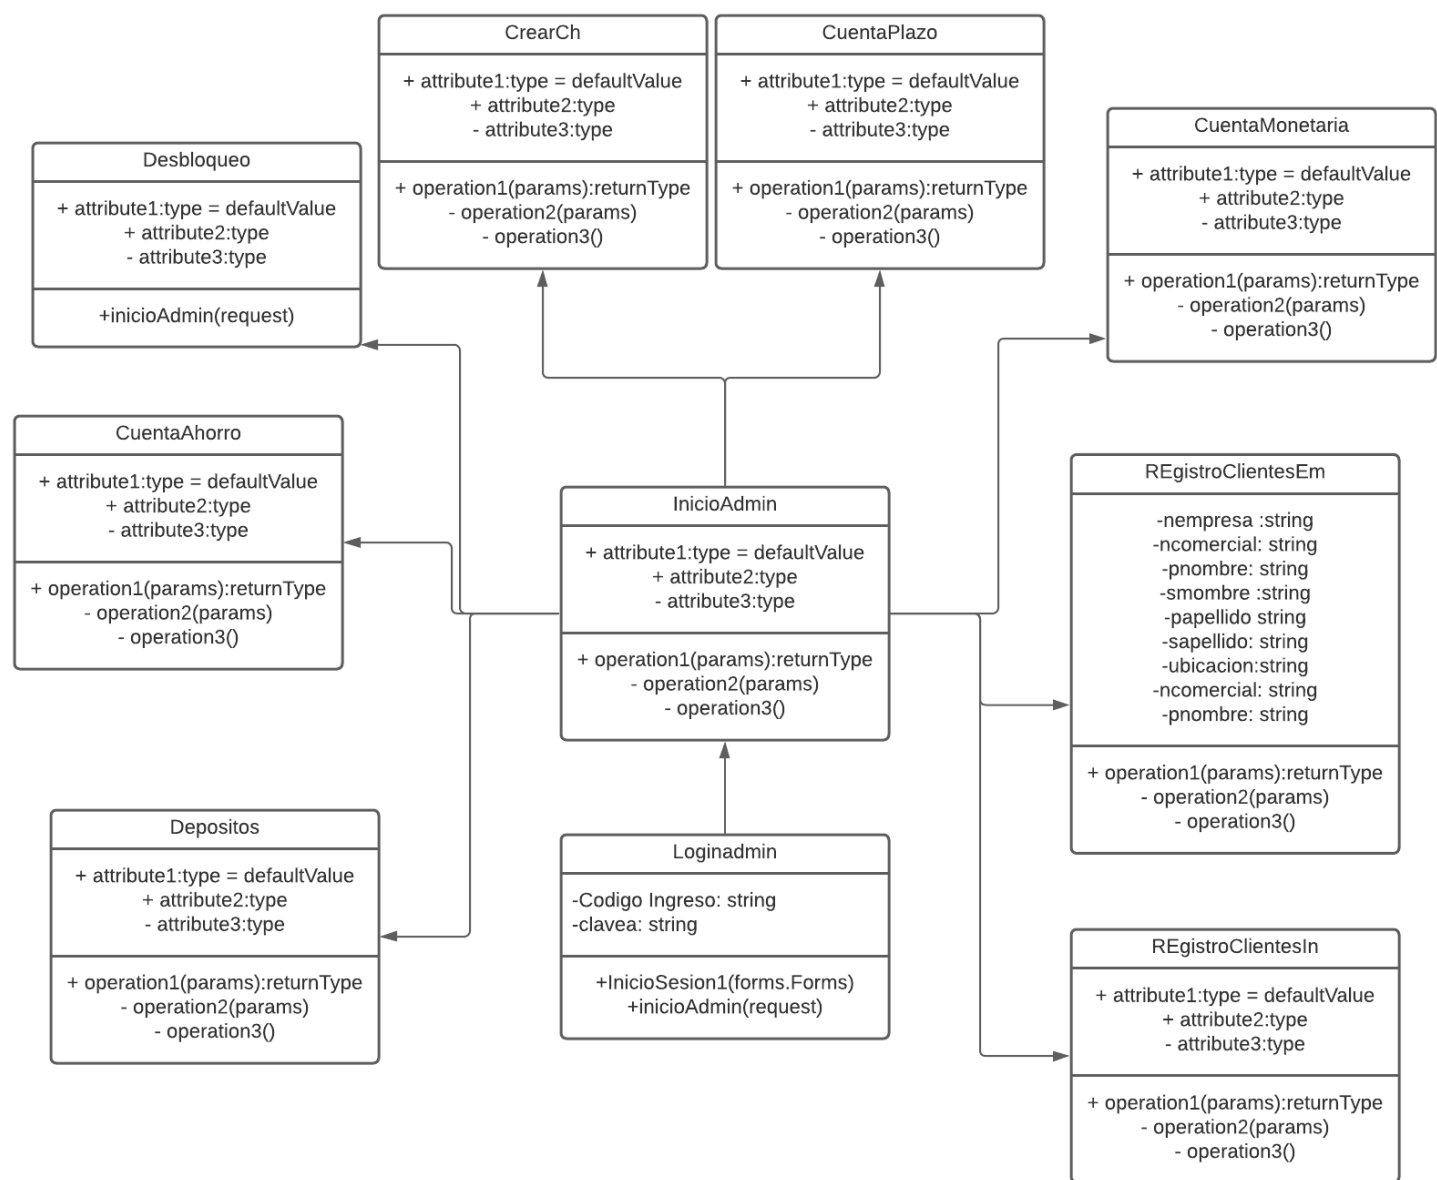 CrearCh
+ attribute1:type = defaultValue
+ attribute2:type
- attribute3:type
+ operation1(params):returnType
- operation2(params)
- operation3()
CuentaPlazo
+ attribute1:type = defaultValue
+ attribute2:type
- attribute3:type
+ operation1(params):returnType
- operation2(params)
- operation3()
CuentaMonetaria
+ attribute1:type = defaultValue
+ attribute2:type
- attribute3:type
+ operation1(params):returnType
- operation2(params)
- operation3()
Desbloqueo
+ attribute1:type = defaultValue
+ attribute2:type
- attribute3:type
+inicioAdmin(request)
CuentaAhorro
+ attribute1:type = defaultValue
+ attribute2:type
- attribute3:type
+ operation1(params):returnType
- operation2(params)
- operation3()
InicioAdmin
+ attribute1:type = defaultValue
+ attribute2:type
- attribute3:type
+ operation1(params):returnType
- operation2(params)
- operation3()
REgistroClientesEm
-nempresa :string
-ncomercial: string
-pnombre: string
-smombre :string
-papellido string
-sapellido: string
-ubicacion:string
-ncomercial: string
-pnombre: string
+ operation1(params):returnType
- operation2(params)
- operation3()
Depositos
+ attribute1:type = defaultValue
+ attribute2:type
- attribute3:type
+ operation1(params):returnType
- operation2(params)
- operation3()
Loginadmin
-Codigo Ingreso: string
-clavea: string
+InicioSesion1(forms.Forms)
+inicioAdmin(request)
REgistroClientesIn
+ attribute1:type = defaultValue
+ attribute2:type
- attribute3:type
+ operation1(params):returnType
- operation2(params)
- operation3()